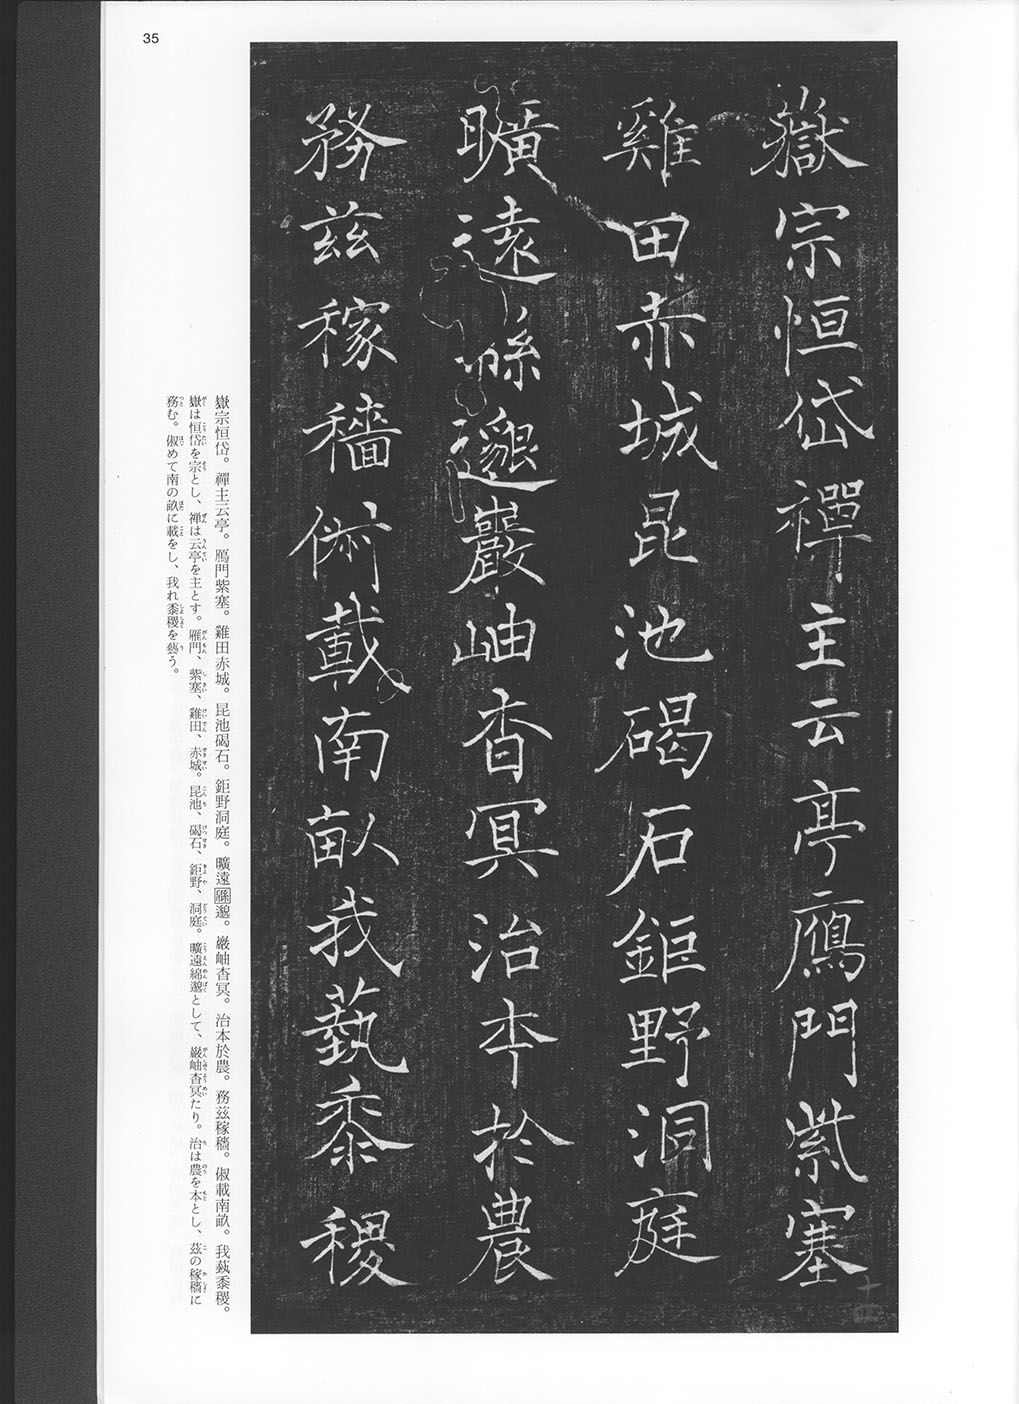 35
嶽宗恒岱禪主云亭鴈門紫塞
雞田赤城昆池碣石鉅野洞庭
曠遠緜邈巖岫杳冥治本於農
務茲稼穡俶載南畝我藝黍稷
嶽宗恒岱。禪主云亭。鴈門紫塞。雞田赤城。昆池碣石。鉅野洞庭。曠遠緜邈。巖岫杳冥。治本於農。務茲稼穡。俶載南畝。我蓺黍稷。
嶽は恒岱を宗とし、禅は云亭を主とす。雁門、紫塞、雞田、赤城。昆池、碣石、鉅野、洞庭。曠遠綿邈として、巌岫杳冥たり。治は農を本とし、茲の稼穡に
務む。俶めて南の畝に載をし、我れ黍稷を藝う。